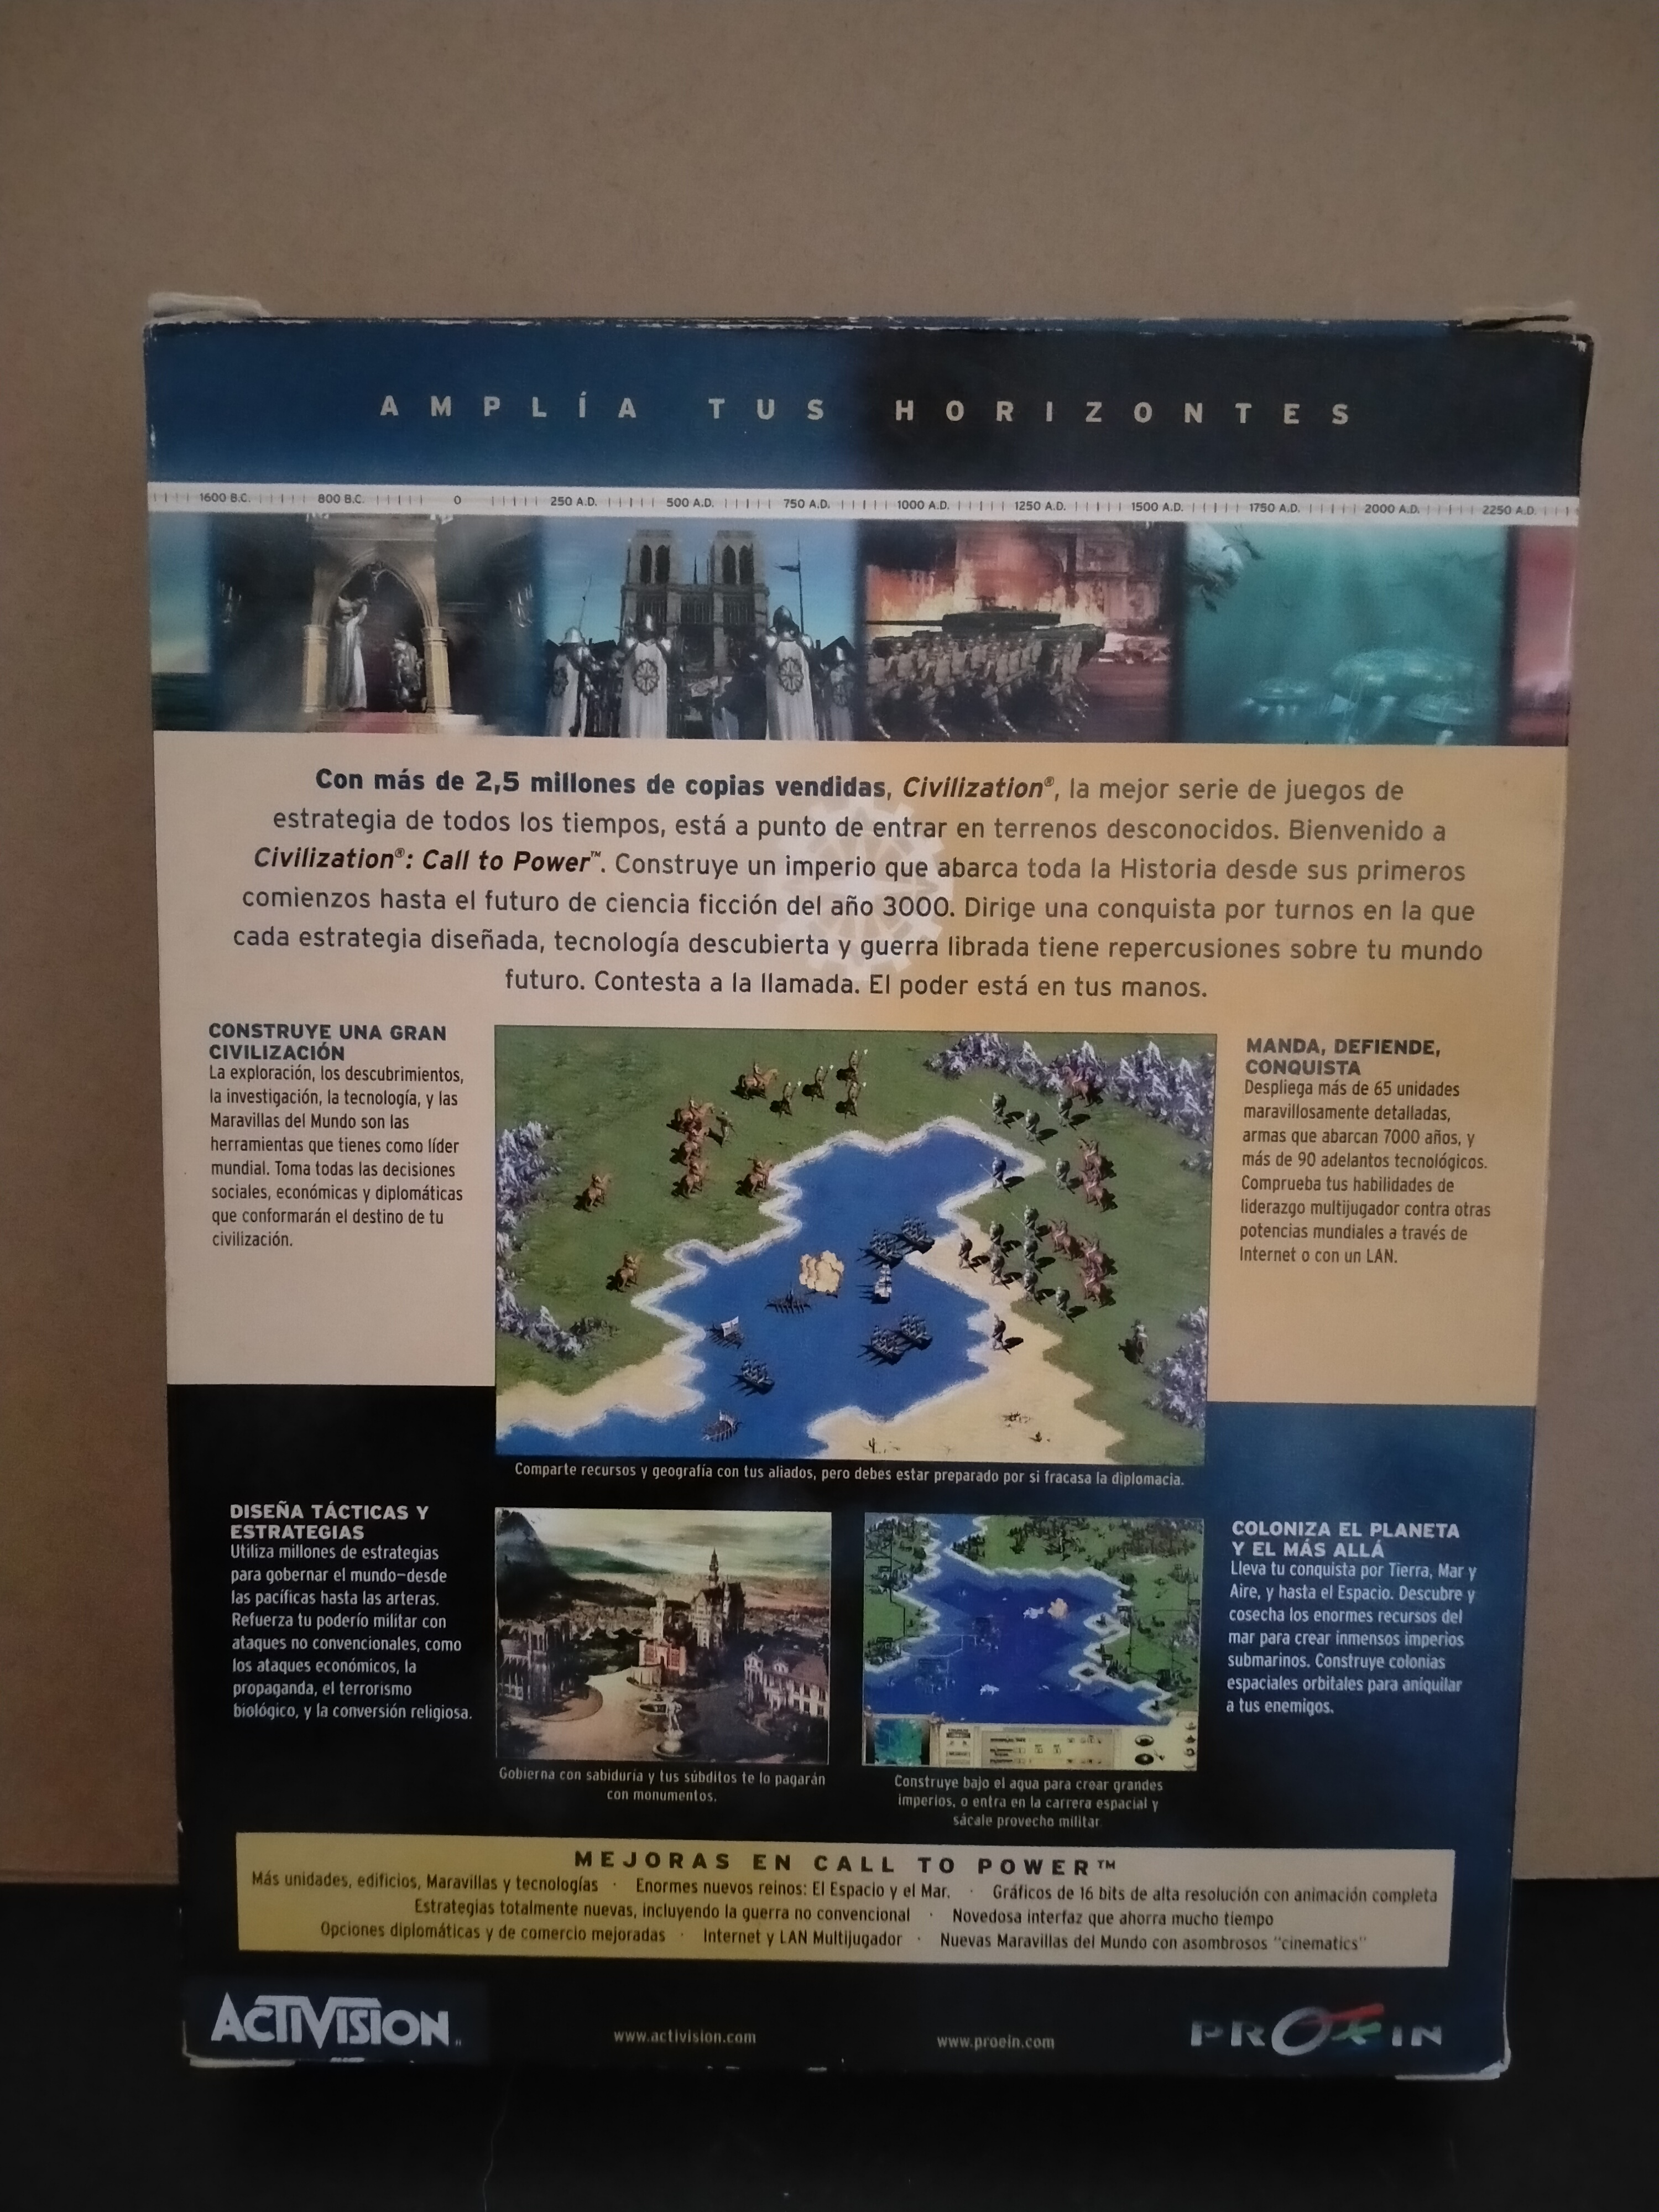 AMPLÍA TUS HORIZONTES
1600 B.C. 800 B.C. 0 250 A.D. 500 A.D. 750 A.D. 1000 A.D. 1250 A.D. 1500 A.D. 1750 A.D. 2000 A.D. 2250 A.D.
Con más de 2,5 millones de copias vendidas, Civilization®, la mejor serie de juegos de
estrategia de todos los tiempos, está a punto de entrar en terrenos desconocidos. Bienvenido a
Civilization®: Call to Power™. Construye un imperio que abarca toda la Historia desde sus primeros
comienzos hasta el futuro de ciencia ficción del año 3000. Dirige una conquista por turnos en la que
cada estrategia diseñada, tecnología descubierta y guerra librada tiene repercusiones sobre tu mundo
futuro. Contesta a la llamada. El poder está en tus manos.
CONSTRUYE UNA GRAN
CIVILIZACIÓN
La exploración, los descubrimientos,
la investigación, la tecnología, y las
Maravillas del Mundo son las
herramientas que tienes como líder
mundial. Toma todas las decisiones
sociales, económicas y diplomáticas
que conformarán el destino de tu
civilización.
MANDA, DEFIENDE,
CONQUISTA
Despliega más de 65 unidades
maravillosamente detalladas,
armas que abarcan 7000 años, y
más de 90 adelantos tecnológicos.
Comprueba tus habilidades de
liderazgo multijugador contra otras
potencias mundiales a través de
Internet o con un LAN.
Comparte recursos y geografía con tus aliados, pero debes estar preparado por si fracasa la diplomacia.
DISEÑA TÁCTICAS Y
ESTRATEGIAS
Utiliza millones de estrategias
para gobernar el mundo—desde
las pacíficas hasta las arteras.
Refuerza tu poderío militar con
ataques no convencionales, como
los ataques económicos, la
propaganda, el terrorismo
biológico, y la conversión religiosa.
Gobierna con sabiduría y tus súbditos te lo pagarán
con monumentos.
Construye bajo el agua para crear grandes
imperios, o entra en la carrera espacial y
sácale provecho militar.
COLONIZA EL PLANETA
Y EL MÁS ALLÁ
Lleva tu conquista por Tierra, Mar y
Aire, y hasta el Espacio. Descubre y
cosecha los enormes recursos del
mar para crear inmensos imperios
submarinos. Construye colonias
espaciales orbitales para aniquilar
a tus enemigos.
MEJORAS EN CALL TO POWER™
Más unidades, edificios, Maravillas y tecnologías · Enormes nuevos reinos: El Espacio y el Mar. · Gráficos de 16 bits de alta resolución con animación completa
Estrategias totalmente nuevas, incluyendo la guerra no convencional · Novedosa interfaz que ahorra mucho tiempo
Opciones diplomáticas y de comercio mejoradas · Internet y LAN Multijugador · Nuevas Maravillas del Mundo con asombrosos "cinematics"
ACTIVISION.
www.activision.com
www.proein.com
PROEIN